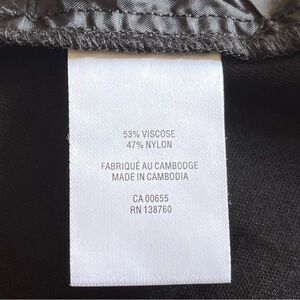 53% VISCOSE
47% NYLON
FABRIQUÉ AU CAMBODGE
MADE IN CAMBODIA
CA 00655
RN 138760